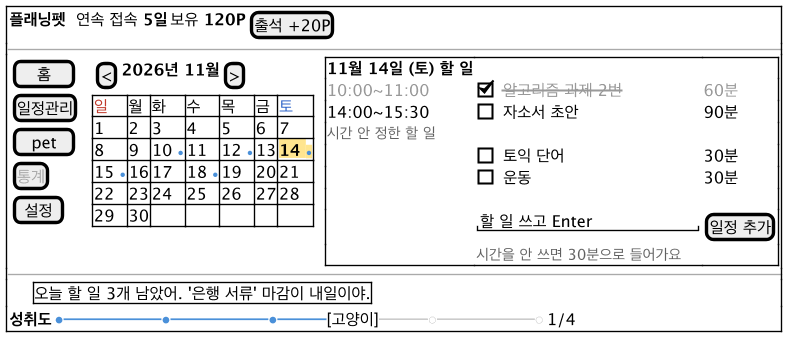 플래닝펫 연속 접속 5일 보유 120P 출석 +20P
홈
일정관리
pet
통계
설정
< 2026년 11월 >
일 월 화 수 목 금 토
1 2 3 4 5 6 7
8 9 10 11 12 13 14
15 16 17 18 19 20 21
22 23 24 25 26 27 28
29 30
11월 14일 (토) 할 일
10:00~11:00 알고리즘 과제 2번 60분
14:00~15:30 자소서 초안 90분
시간 안 정한 할 일
토익 단어 30분
운동 30분
할 일 쓰고 Enter 일정 추가
시간을 안 쓰면 30분으로 들어가요
오늘 할 일 3개 남았어. '은행 서류' 마감이 내일이야.
성취도 [고양이] 1/4